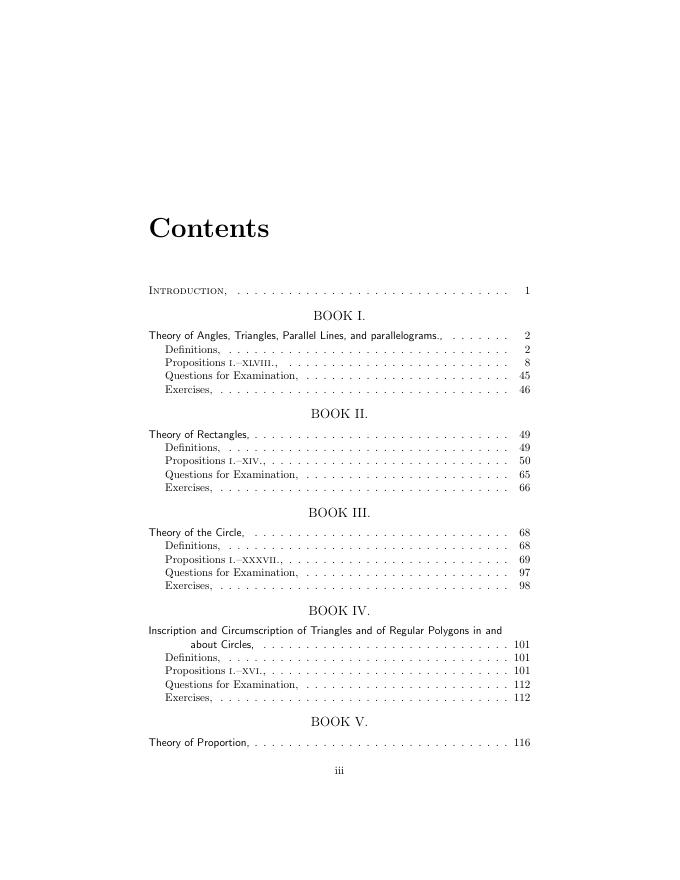 Contents
Introduction, . . . . . . . . . . . . . . . . . . . . . . . . . . . . . . . . 1
BOOK I.
Theory of Angles, Triangles, Parallel Lines, and parallelograms., . . . . . . . 2
Definitions, . . . . . . . . . . . . . . . . . . . . . . . . . . . . . . . . . 2
Propositions i.–xlviii., . . . . . . . . . . . . . . . . . . . . . . . . . . 8
Questions for Examination, . . . . . . . . . . . . . . . . . . . . . . . . 45
Exercises, . . . . . . . . . . . . . . . . . . . . . . . . . . . . . . . . . . 46
BOOK II.
Theory of Rectangles, . . . . . . . . . . . . . . . . . . . . . . . . . . . . . . 49
Definitions, . . . . . . . . . . . . . . . . . . . . . . . . . . . . . . . . . 49
Propositions i.–xiv., . . . . . . . . . . . . . . . . . . . . . . . . . . . . 50
Questions for Examination, . . . . . . . . . . . . . . . . . . . . . . . . 65
Exercises, . . . . . . . . . . . . . . . . . . . . . . . . . . . . . . . . . . 66
BOOK III.
Theory of the Circle, . . . . . . . . . . . . . . . . . . . . . . . . . . . . . . 68
Definitions, . . . . . . . . . . . . . . . . . . . . . . . . . . . . . . . . . 68
Propositions i.–xxxvii., . . . . . . . . . . . . . . . . . . . . . . . . . . 69
Questions for Examination, . . . . . . . . . . . . . . . . . . . . . . . . 97
Exercises, . . . . . . . . . . . . . . . . . . . . . . . . . . . . . . . . . . 98
BOOK IV.
Inscription and Circumscription of Triangles and of Regular Polygons in and
about Circles, . . . . . . . . . . . . . . . . . . . . . . . . . . . . . 101
Definitions, . . . . . . . . . . . . . . . . . . . . . . . . . . . . . . . . . 101
Propositions i.–xvi., . . . . . . . . . . . . . . . . . . . . . . . . . . . . 101
Questions for Examination, . . . . . . . . . . . . . . . . . . . . . . . . 112
Exercises, . . . . . . . . . . . . . . . . . . . . . . . . . . . . . . . . . . 112
BOOK V.
Theory of Proportion, . . . . . . . . . . . . . . . . . . . . . . . . . . . . . . 116
iii